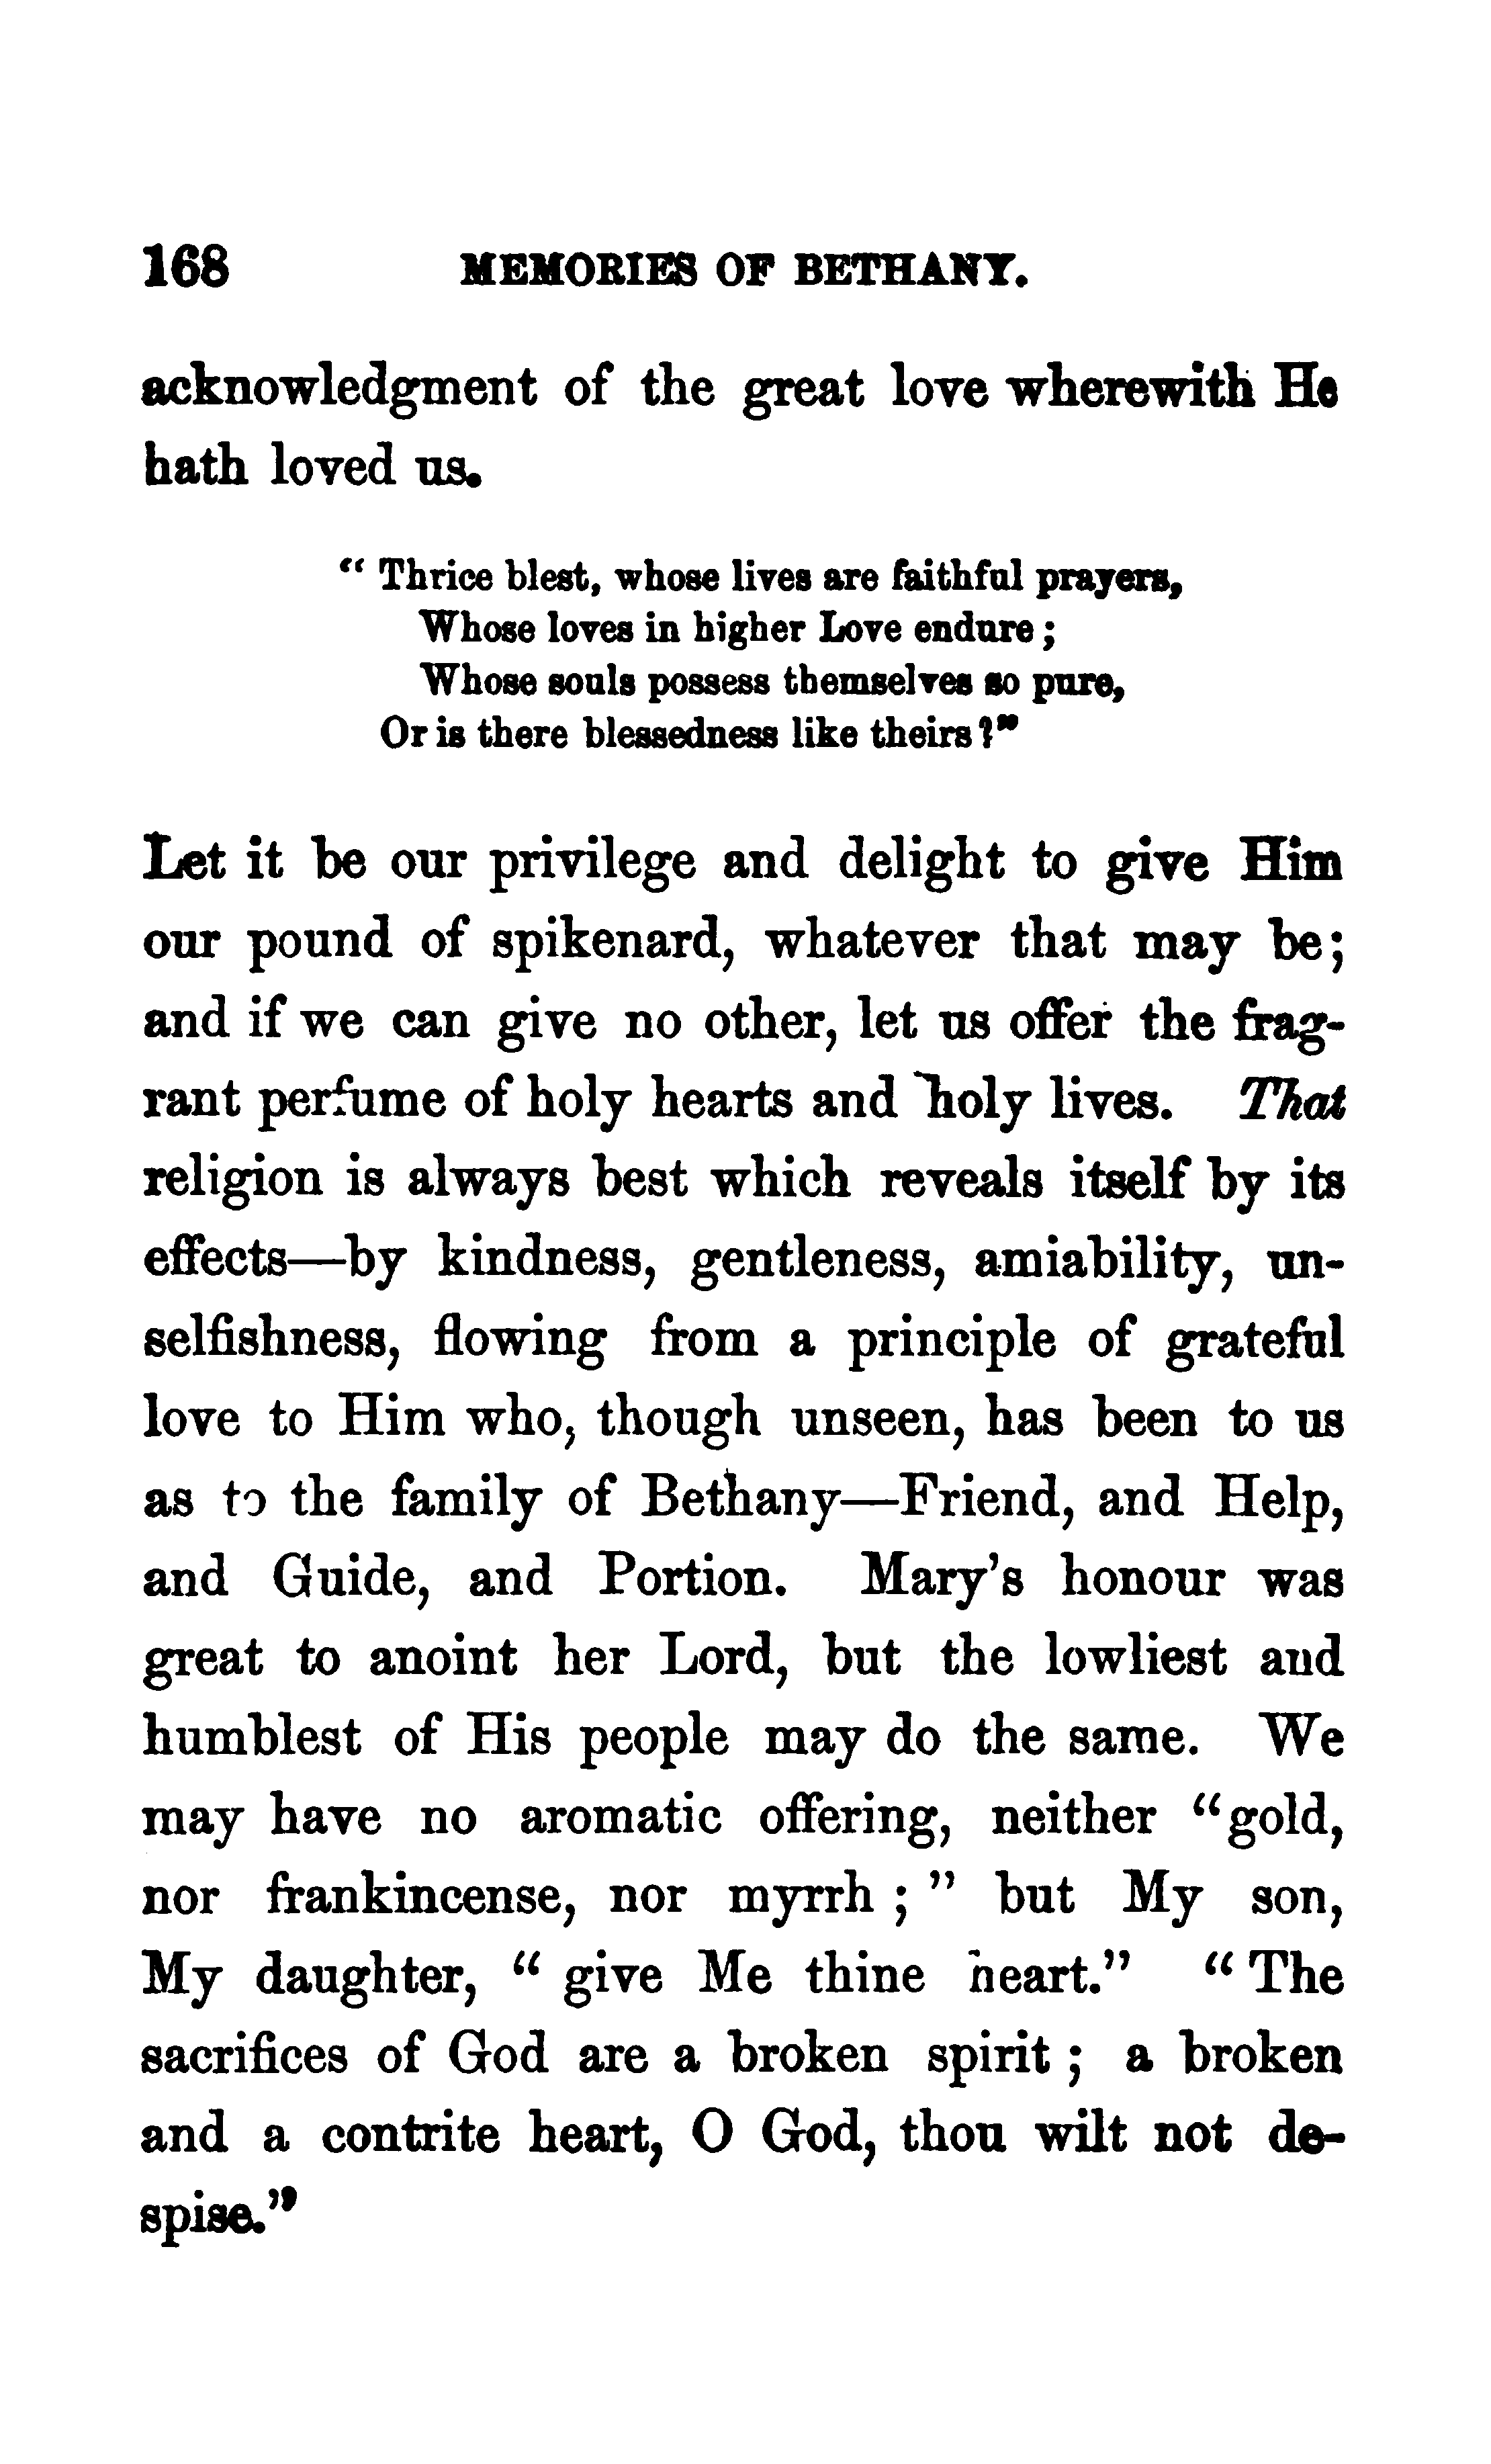 168 MEMORIES OF BETHANY.
acknowledgment of the great love wherewith He
hath loved us.
“ Thrice blest, whose lives are faithful prayers,
Whose loves in higher Love endure ;
Whose souls possess themselves so pure,
Or is there blessedness like theirs?”
Let it be our privilege and delight to give Him
our pound of spikenard, whatever that may be;
and if we can give no other, let us offer the frag-
rant perfume of holy hearts and holy lives. That
religion is always best which reveals itself by its
effects—by kindness, gentleness, amiability, un-
selfishness, flowing from a principle of grateful
love to Him who, though unseen, has been to us
as to the family of Bethany—Friend, and Help,
and Guide, and Portion. Mary’s honour was
great to anoint her Lord, but the lowliest and
humblest of His people may do the same. We
may have no aromatic offering, neither “gold,
nor frankincense, nor myrrh ; ” but My son,
My daughter, “ give Me thine heart.” “ The
sacrifices of God are a broken spirit ; a broken
and a contrite heart, O God, thou wilt not de-
spise.”